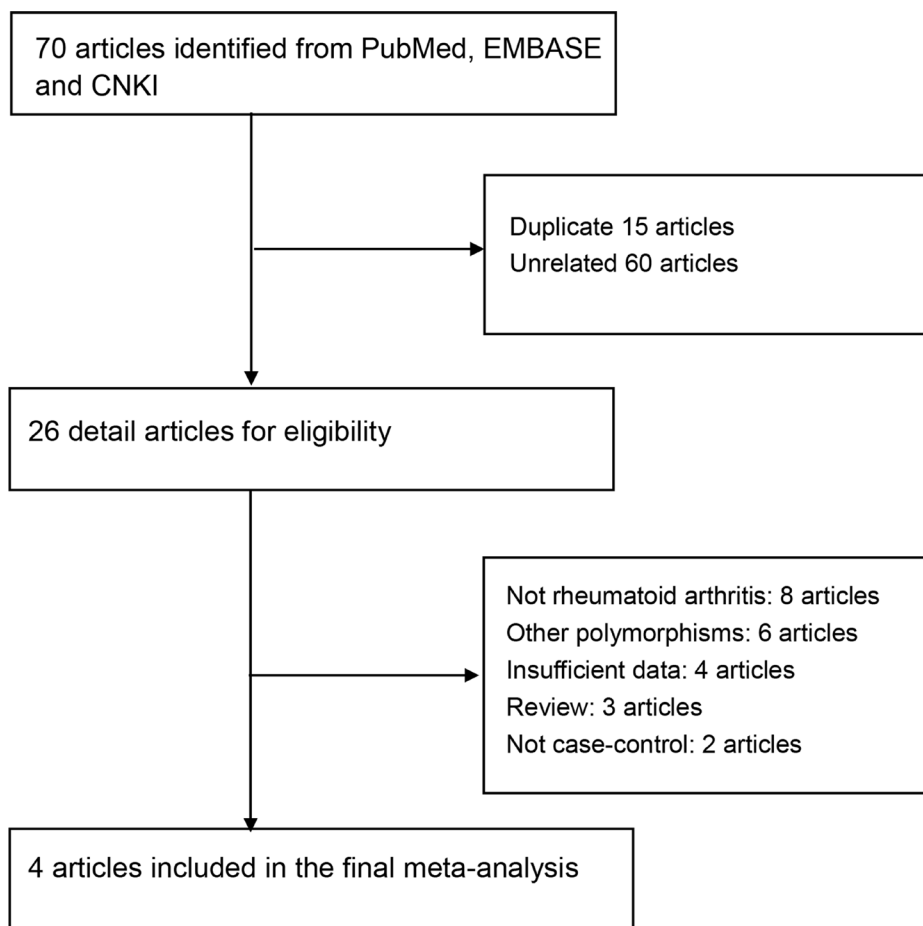 70 articles identified from PubMed, EMBASE
and CNKI
Duplicate 15 articles
Unrelated 60 articles
26 detail articles for eligibility
Not rheumatoid arthritis: 8 articles
Other polymorphisms: 6 articles
Insufficient data: 4 articles
Review: 3 articles
Not case-control: 2 articles
4 articles included in the final meta-analysis